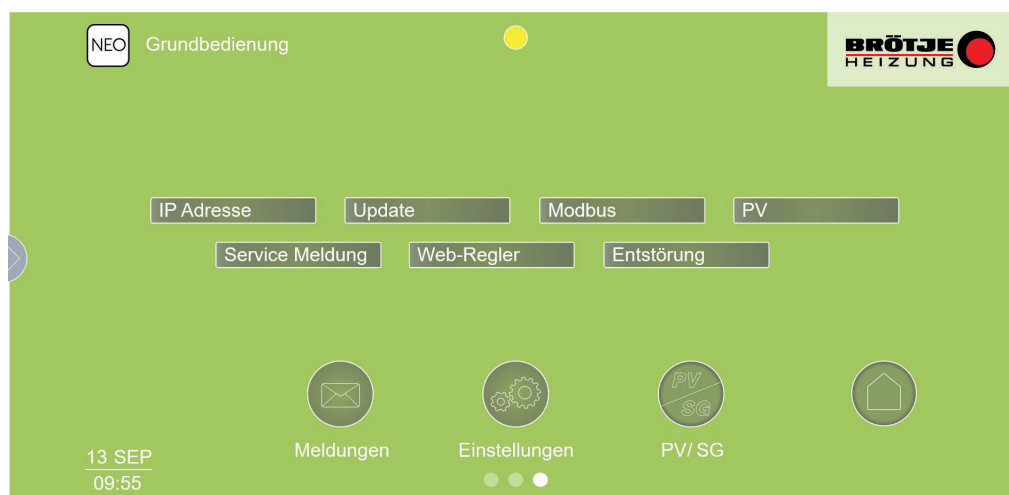 NEO Grundbedienung
BRÖTJE
HEIZUNG
IP Adresse Update Modbus PV
Service Meldung Web-Regler Entstörung
PV
SG
Meldungen Einstellungen PV/ SG
13 SEP
09:55